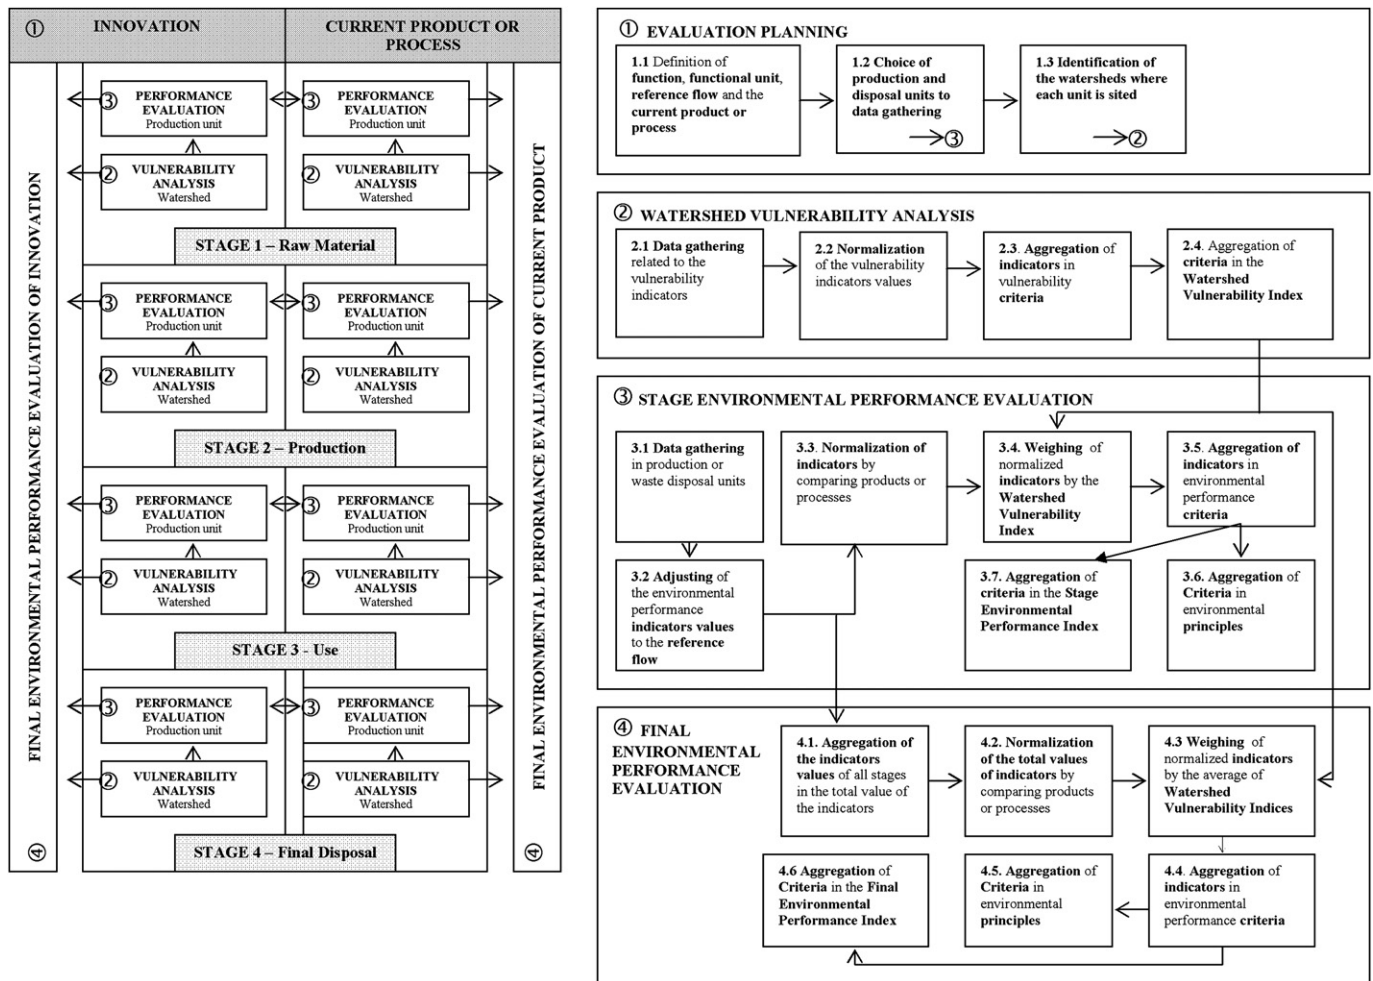 ① INNOVATION
CURRENT PRODUCT OR
PROCESS
FINAL ENVIRONMENTAL PERFORMANCE EVALUATION OF INNOVATION
④
③ PERFORMANCE
EVALUATION
Production unit
③ PERFORMANCE
EVALUATION
Production unit
② VULNERABILITY
ANALYSIS
Watershed
② VULNERABILITY
ANALYSIS
Watershed
STAGE 1 – Raw Material
③ PERFORMANCE
EVALUATION
Production unit
③ PERFORMANCE
EVALUATION
Production unit
② VULNERABILITY
ANALYSIS
Watershed
② VULNERABILITY
ANALYSIS
Watershed
STAGE 2 – Production
③ PERFORMANCE
EVALUATION
Production unit
③ PERFORMANCE
EVALUATION
Production unit
② VULNERABILITY
ANALYSIS
Watershed
② VULNERABILITY
ANALYSIS
Watershed
STAGE 3 - Use
③ PERFORMANCE
EVALUATION
Production unit
③ PERFORMANCE
EVALUATION
Production unit
② VULNERABILITY
ANALYSIS
Watershed
② VULNERABILITY
ANALYSIS
Watershed
STAGE 4 – Final Disposal
FINAL ENVIRONMENTAL PERFORMANCE EVALUATION OF CURRENT PRODUCT
④
① EVALUATION PLANNING
1.1 Definition of
function, functional unit,
reference flow and the
current product or
process
1.2 Choice of
production and
disposal units to
data gathering
③
1.3 Identification of
the watersheds where
each unit is sited
②
② WATERSHED VULNERABILITY ANALYSIS
2.1 Data gathering
related to the
vulnerability
indicators
2.2 Normalization
of the vulnerability
indicators values
2.3. Aggregation of
indicators in
vulnerability
criteria
2.4. Aggregation of
criteria in the
Watershed
Vulnerability Index
③ STAGE ENVIRONMENTAL PERFORMANCE EVALUATION
3.1 Data gathering
in production or
waste disposal units
3.3. Normalization of
indicators by
comparing products or
processes
3.4. Weighing of
normalized
indicators by the
Watershed
Vulnerability
Index
3.5. Aggregation of
indicators in
environmental
performance
criteria
3.2 Adjusting of
the environmental
performance
indicators values
to the reference
flow
3.7. Aggregation of
criteria in the Stage
Environmental
Performance Index
3.6. Aggregation of
Criteria in
environmental
principles
④ FINAL
ENVIRONMENTAL
PERFORMANCE
EVALUATION
4.1. Aggregation of
the indicators
values of all stages
in the total value of
the indicators
4.2. Normalization
of the total values
of indicators by
comparing products
or processes
4.3 Weighing of
normalized indicators
by the average of
Watershed
Vulnerability Indices
4.6 Aggregation of
Criteria in the Final
Environmental
Performance Index
4.5. Aggregation of
Criteria in
environmental
principles
4.4. Aggregation of
indicators in
environmental
performance criteria